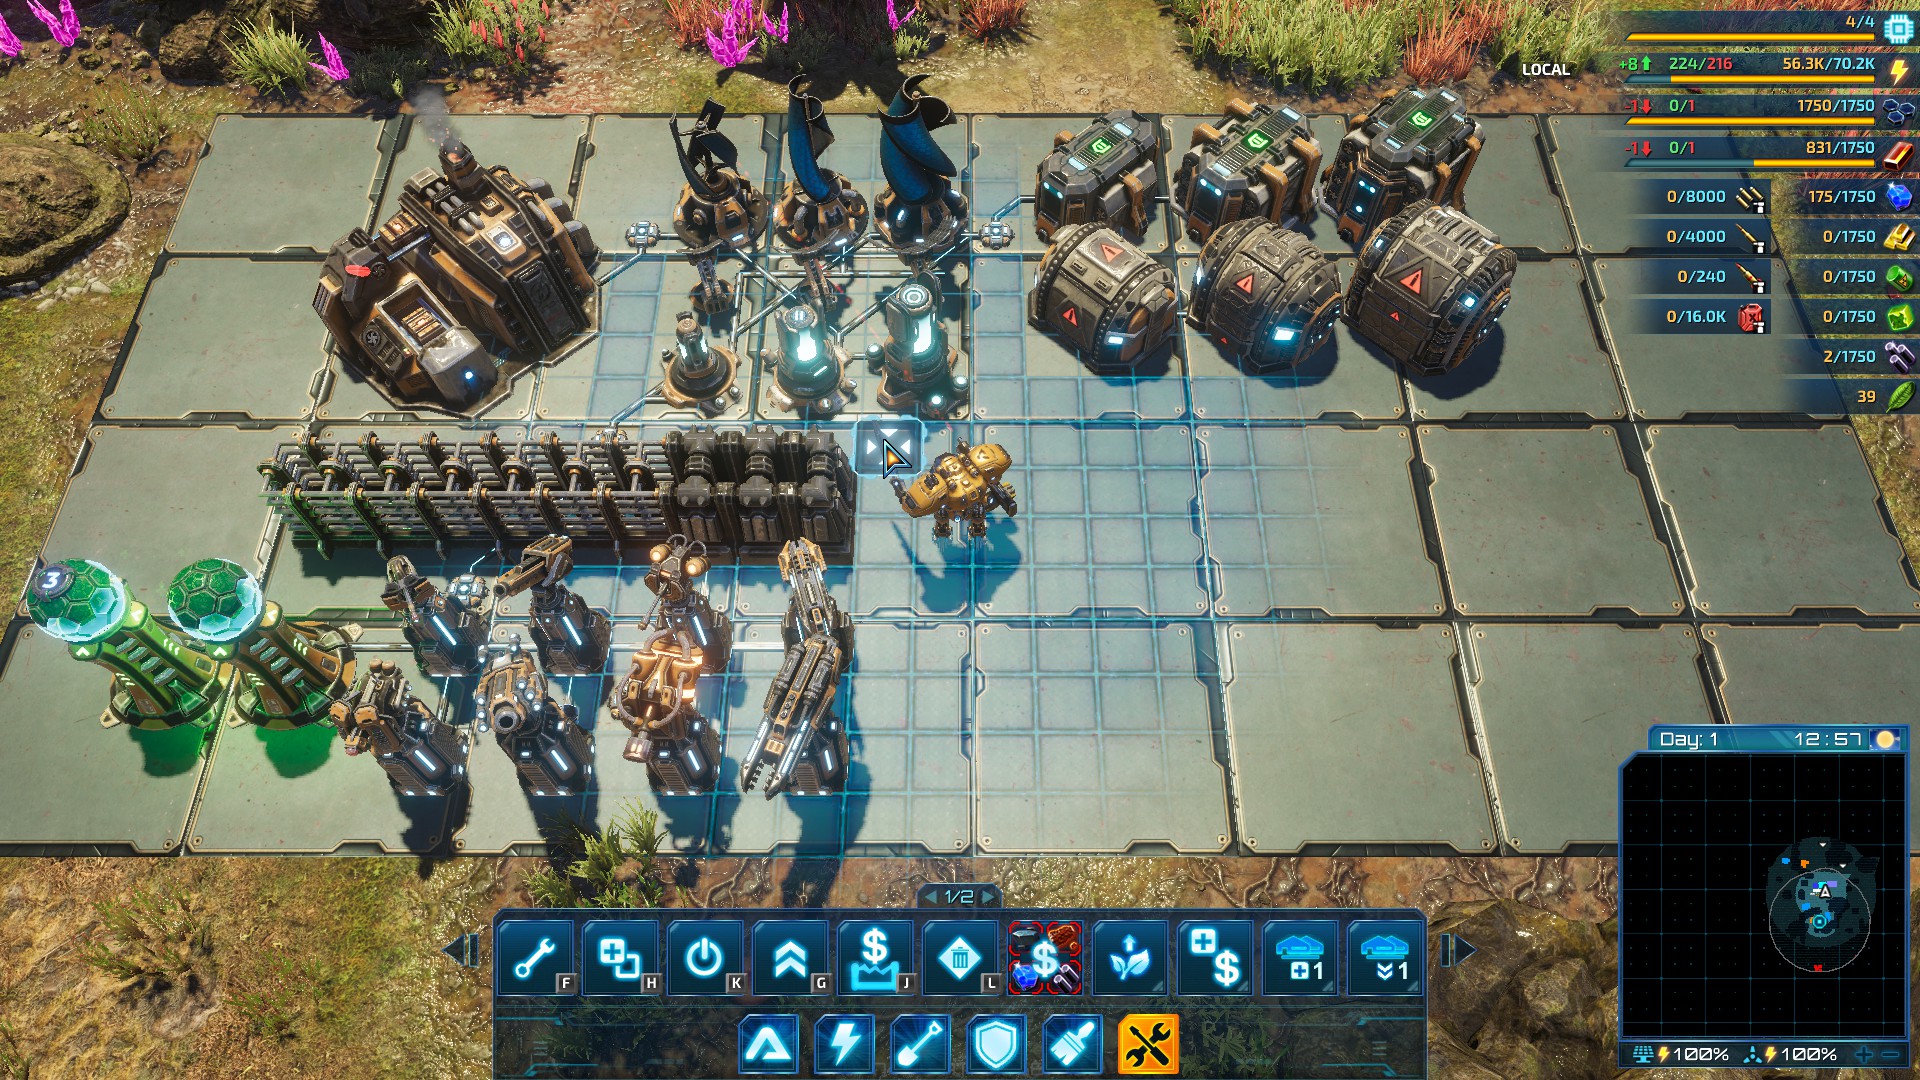 4/4
LOCAL
+8 224/216 56.3K/70.2K
-1 0/1 1750/1750
-1 0/1 831/1750
0/8000 175/1750
0/4000 0/1750
0/240 0/1750
0/16.0K 0/1750
2/1750
39
3
Day: 1 12:57
1/2
F H K G $ J L $ $ 1 1
100% 100%